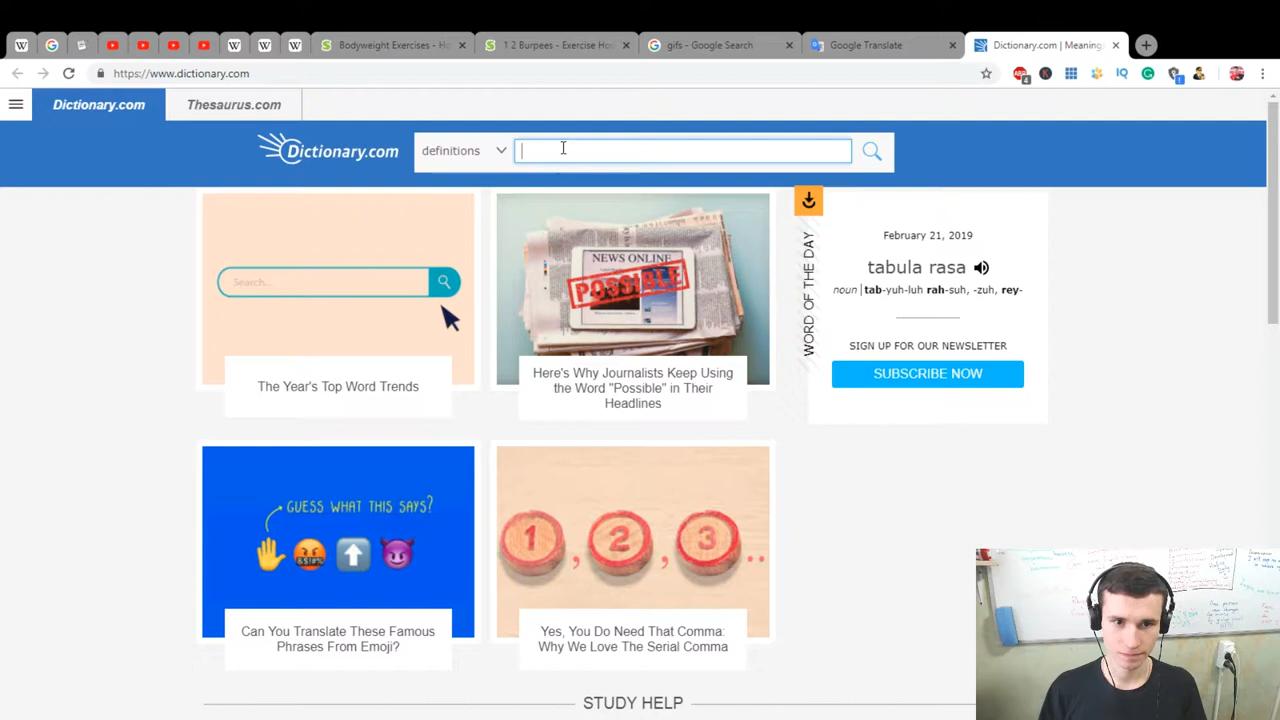 Bodyweight Exercises - Ho
1 2 Burpees - Exercise Hos
gifs - Google Search
Google Translate
Dictionary.com | Meaning
https://www.dictionary.com
Dictionary.com
Thesaurus.com
Dictionary.com
definitions
Search...
The Year's Top Word Trends
NEWS ONLINE
POSSIBLE
Here's Why Journalists Keep Using
the Word "Possible" in Their
Headlines
WORD OF THE DAY
February 21, 2019
tabula rasa
noun | tab-yuh-luh rah-suh, -zuh, rey-
SIGN UP FOR OUR NEWSLETTER
SUBSCRIBE NOW
GUESS WHAT THIS SAYS?
Can You Translate These Famous
Phrases From Emoji?
1, 2, 3...
Yes, You Do Need That Comma:
Why We Love The Serial Comma
STUDY HELP